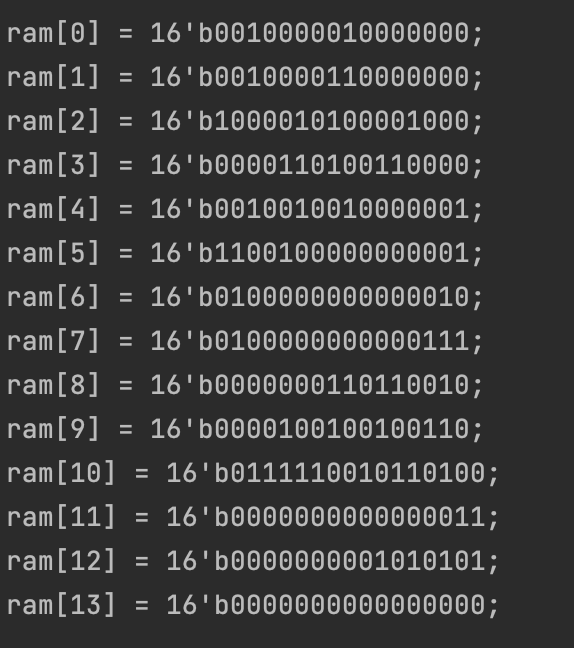 ram[0] = 16'b0010000010000000;
ram[1] = 16'b0010000110000000;
ram[2] = 16'b1000010100001000;
ram[3] = 16'b0000110100110000;
ram[4] = 16'b0010010010000001;
ram[5] = 16'b1100100000000001;
ram[6] = 16'b0100000000000010;
ram[7] = 16'b0100000000000111;
ram[8] = 16'b0000000110110010;
ram[9] = 16'b0000100100100110;
ram[10] = 16'b0111110010110100;
ram[11] = 16'b0000000000000011;
ram[12] = 16'b0000000001010101;
ram[13] = 16'b0000000000000000;